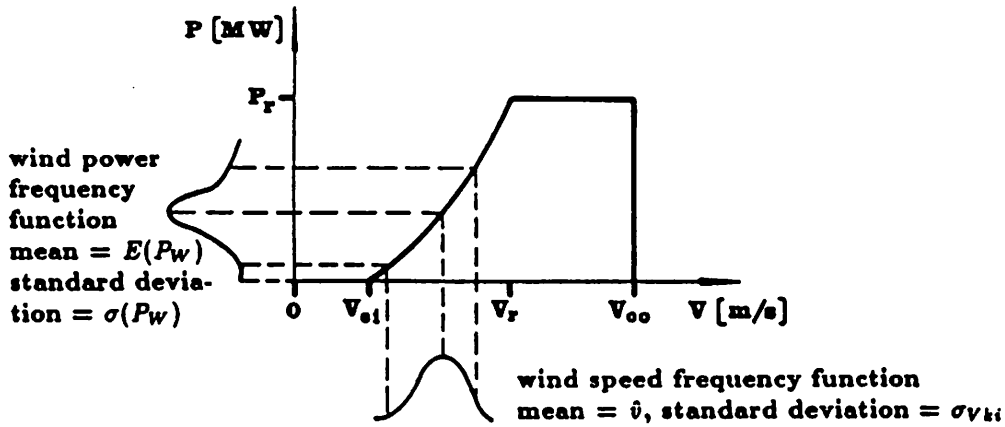 P [MW]
P_r
wind power
frequency
function
mean = E(P_W)
standard devia-
tion = σ(P_W)
0 V_ci V_r V_co V [m/s]
wind speed frequency function
mean = v̂, standard deviation = σ_Vki